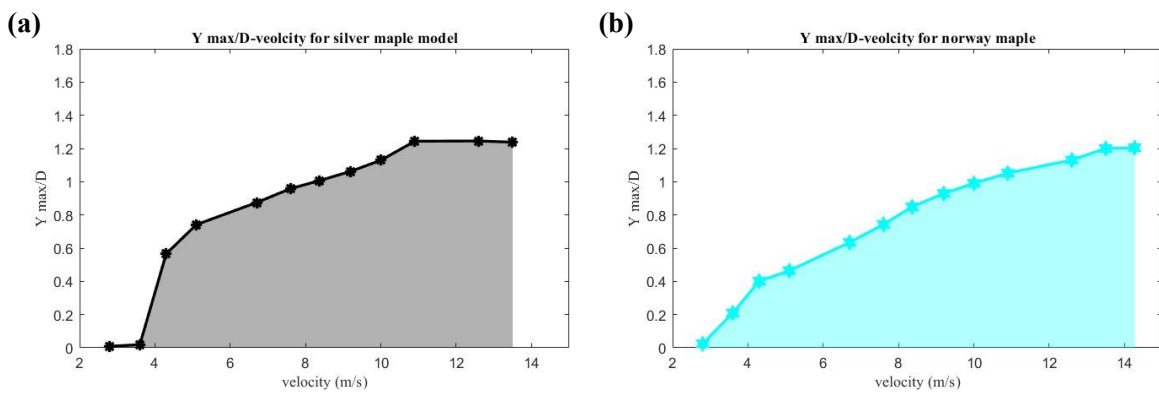 (a)
Y max/D-veolcity for silver maple model
1.8
1.6
1.4
1.2
1
0.8
0.6
0.4
0.2
0
Y max/D
2 4 6 8 10 12 14
velocity (m/s)
(b)
Y max/D-veolcity for norway maple
1.8
1.6
1.4
1.2
1
0.8
0.6
0.4
0.2
0
Y max/D
2 4 6 8 10 12 14
velocity (m/s)